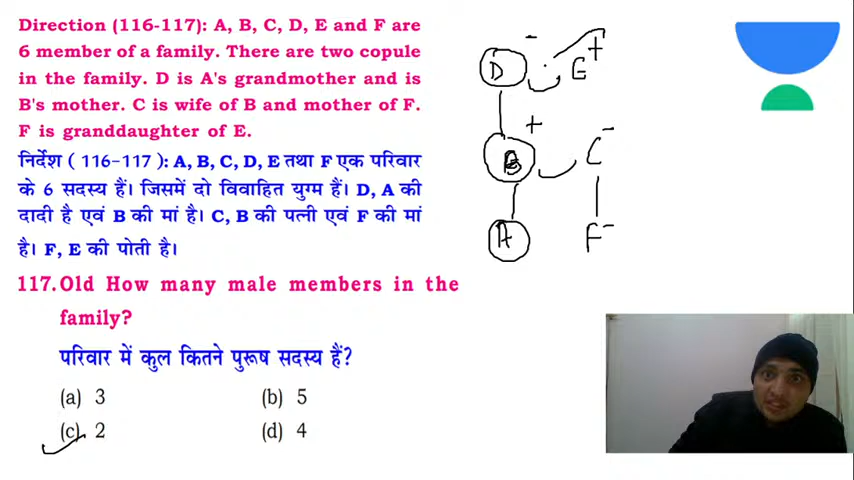 Direction (116-117): A, B, C, D, E and F are
6 member of a family. There are two copule
in the family. D is A's grandmother and is
B's mother. C is wife of B and mother of F.
F is granddaughter of E.
निर्देश ( 116-117 ) : A, B, C, D, E तथा F एक परिवार
के 6 सदस्य हैं। जिसमें दो विवाहित युग्म हैं। D, A की
दादी है एवं B की मां है। C, B की पत्नी एवं F की मां
है। F, E की पोती है।
117. Old How many male members in the
family?
परिवार में कुल कितने पुरूष सदस्य हैं?
(a) 3 (b) 5
(c) 2 (d) 4
D - E +
B + C -
A F -